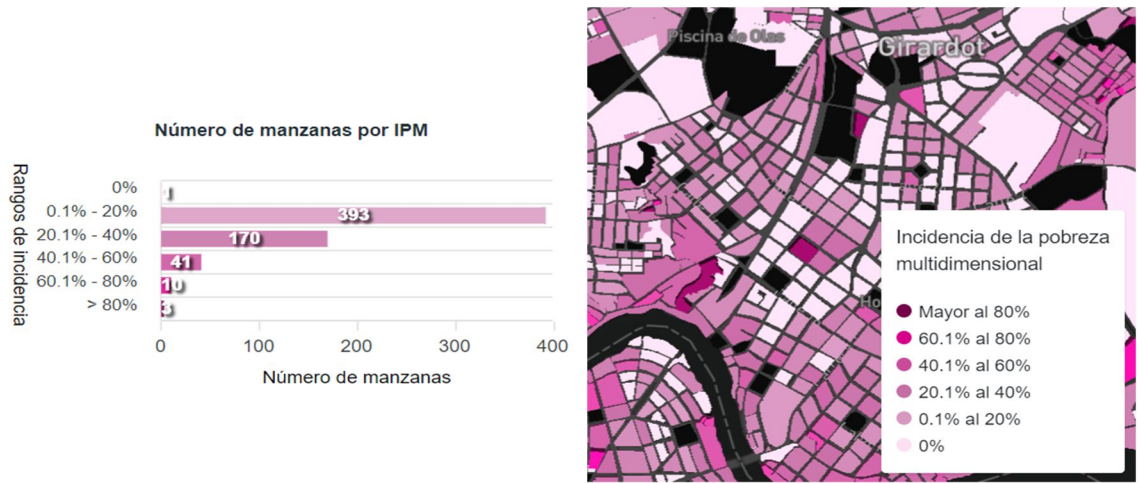 Número de manzanas por IPM
Rangos de incidencia
0%
1
0.1% - 20%
393
20.1% - 40%
170
40.1% - 60%
41
60.1% - 80%
10
> 80%
3
0
100
200
300
400
Número de manzanas
Piscina de Olas
Girardot
Ho
Incidencia de la pobreza
multidimensional
Mayor al 80%
60.1% al 80%
40.1% al 60%
20.1% al 40%
0.1% al 20%
0%